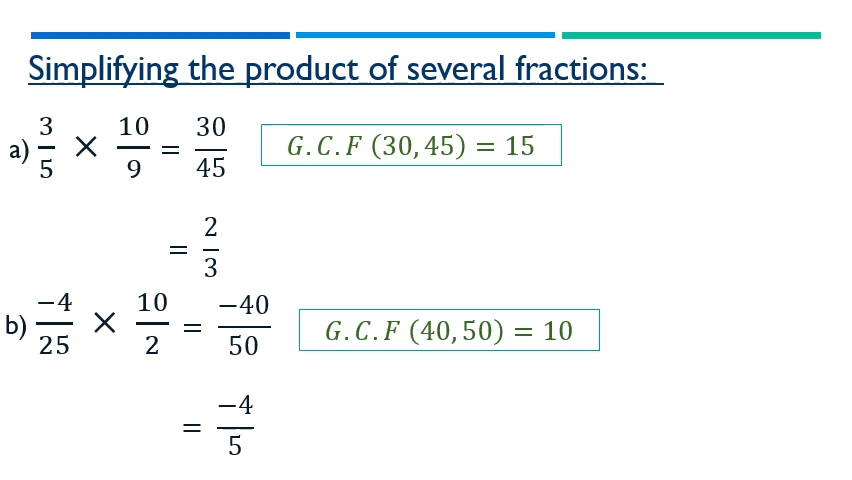 Simplifying the product of several fractions:
a) 3/5 × 10/9 = 30/45 G.C.F (30,45) = 15
= 2/3
b) −4/25 × 10/2 = −40/50 G.C.F (40,50) = 10
= −4/5